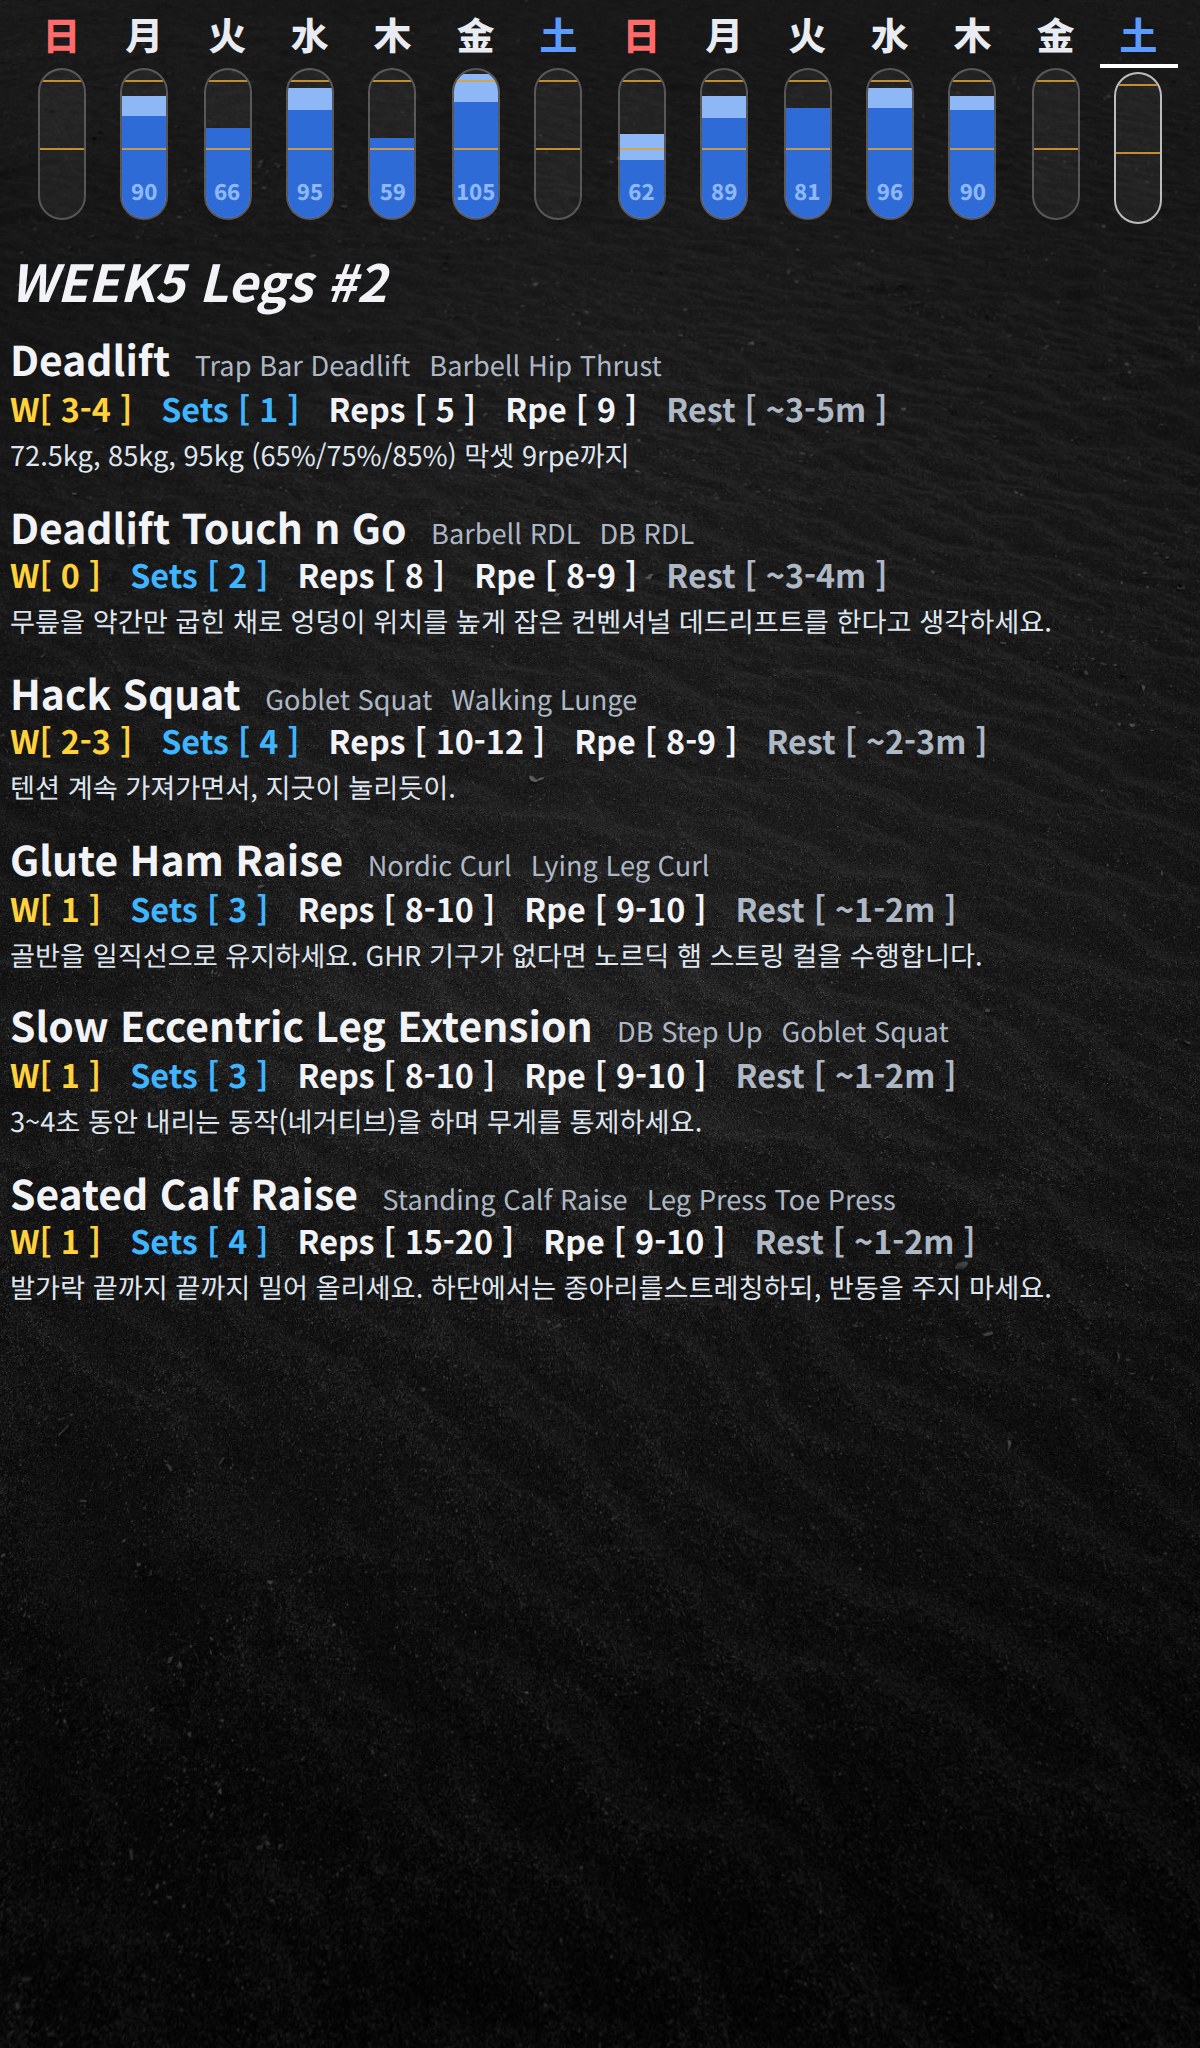 日 月 火 水 木 金 土 日 月 火 水 木 金 土
90 66 95 59 105 62 89 81 96 90
WEEK5 Legs #2
Deadlift Trap Bar Deadlift Barbell Hip Thrust
W[ 3-4 ] Sets [ 1 ] Reps [ 5 ] Rpe [ 9 ] Rest [ ~3-5m ]
72.5kg, 85kg, 95kg (65%/75%/85%) 막셋 9rpe까지
Deadlift Touch n Go Barbell RDL DB RDL
W[ 0 ] Sets [ 2 ] Reps [ 8 ] Rpe [ 8-9 ] Rest [ ~3-4m ]
무릎을 약간만 굽힌 채로 엉덩이 위치를 높게 잡은 컨벤셔널 데드리프트를 한다고 생각하세요.
Hack Squat Goblet Squat Walking Lunge
W[ 2-3 ] Sets [ 4 ] Reps [ 10-12 ] Rpe [ 8-9 ] Rest [ ~2-3m ]
텐션 계속 가져가면서, 지긋이 눌리듯이.
Glute Ham Raise Nordic Curl Lying Leg Curl
W[ 1 ] Sets [ 3 ] Reps [ 8-10 ] Rpe [ 9-10 ] Rest [ ~1-2m ]
골반을 일직선으로 유지하세요. GHR 기구가 없다면 노르딕 햄 스트링 컬을 수행합니다.
Slow Eccentric Leg Extension DB Step Up Goblet Squat
W[ 1 ] Sets [ 3 ] Reps [ 8-10 ] Rpe [ 9-10 ] Rest [ ~1-2m ]
3~4초 동안 내리는 동작(네거티브)을 하며 무게를 통제하세요.
Seated Calf Raise Standing Calf Raise Leg Press Toe Press
W[ 1 ] Sets [ 4 ] Reps [ 15-20 ] Rpe [ 9-10 ] Rest [ ~1-2m ]
발가락 끝까지 끝까지 밀어 올리세요. 하단에서는 종아리를스트레칭하되, 반동을 주지 마세요.